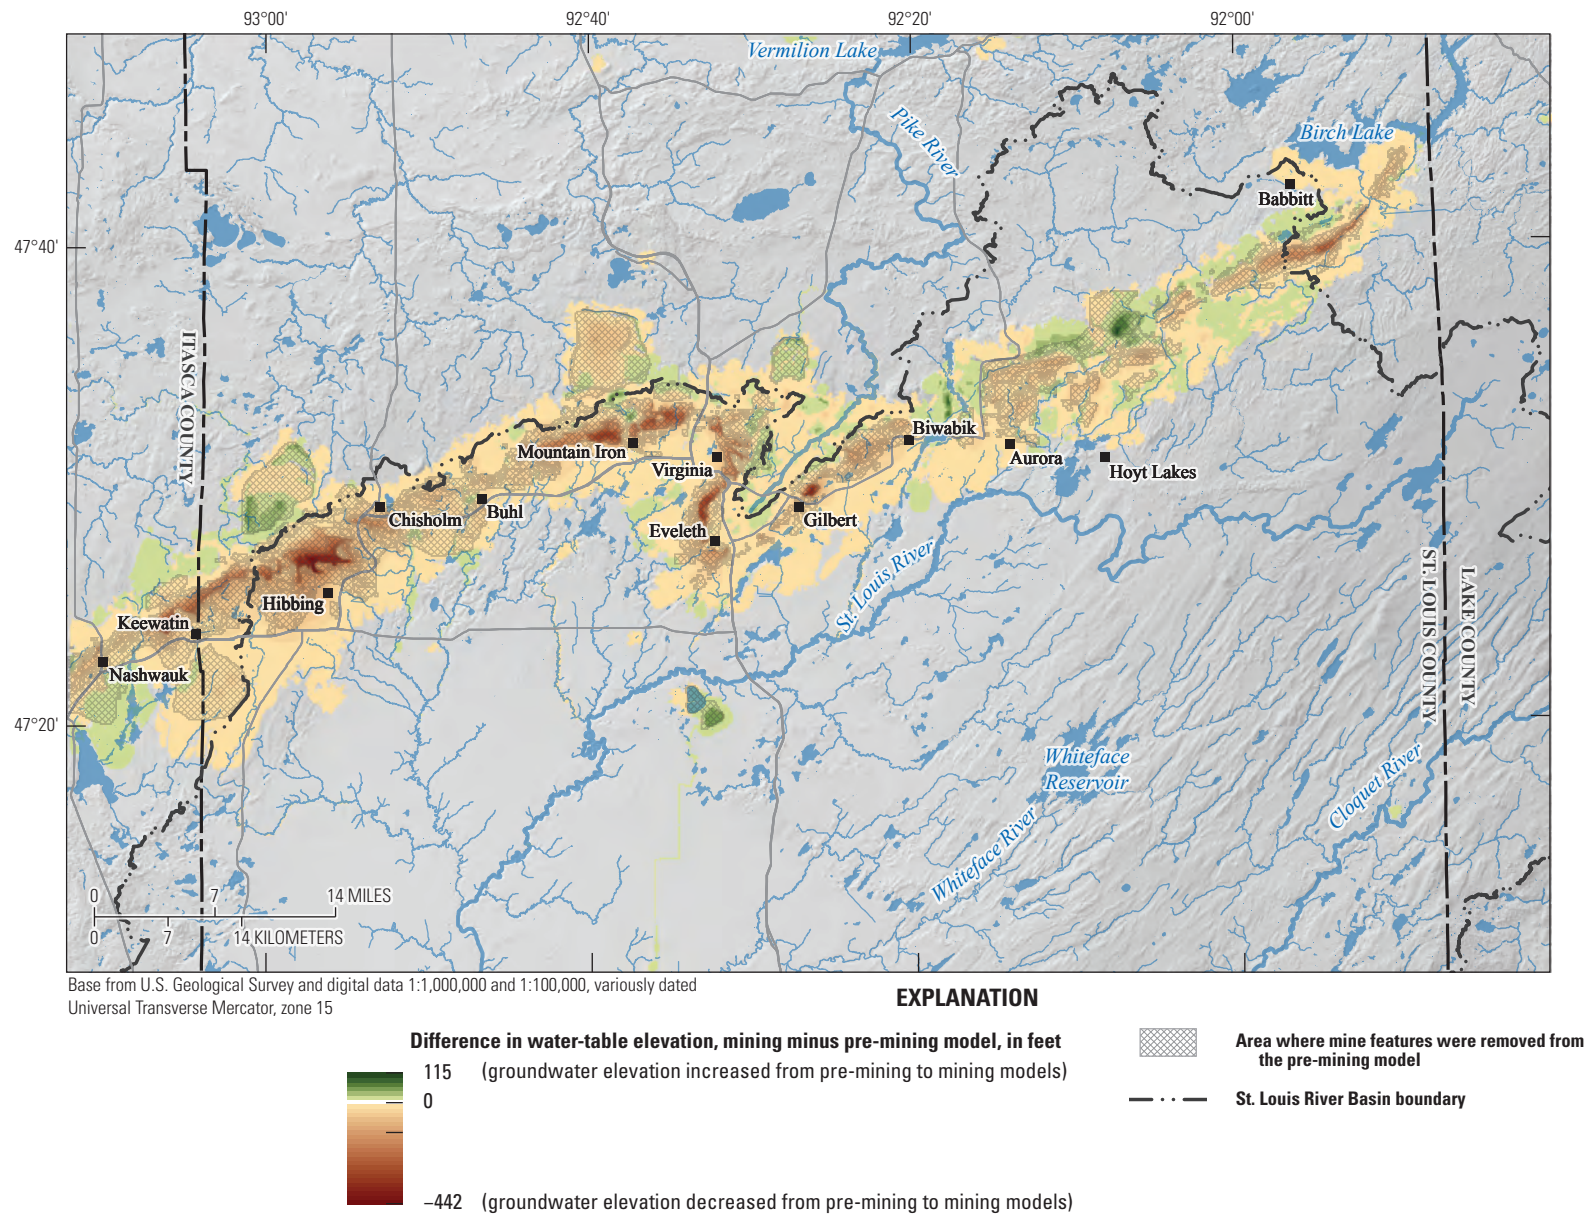 93°00'
92°40'
92°20'
92°00'
Vermilion Lake
Pike River
Birch Lake
Babbitt
47°40'
ITASCA COUNTY
Mountain Iron
Virginia
Biwabik
Aurora
Hoyt Lakes
Chisholm
Buhl
Gilbert
Eveleth
St. Louis River
Hibbing
Keewatin
Nashwauk
ST. LOUIS COUNTY
LAKE COUNTY
47°20'
Whiteface
Reservoir
Whiteface River
Cloquet River
0
7
14 MILES
0
7
14 KILOMETERS
Base from U.S. Geological Survey and digital data 1:1,000,000 and 1:100,000, variously dated
Universal Transverse Mercator, zone 15
EXPLANATION
Difference in water-table elevation, mining minus pre-mining model, in feet
115 (groundwater elevation increased from pre-mining to mining models)
0
−442 (groundwater elevation decreased from pre-mining to mining models)
Area where mine features were removed from
the pre-mining model
St. Louis River Basin boundary